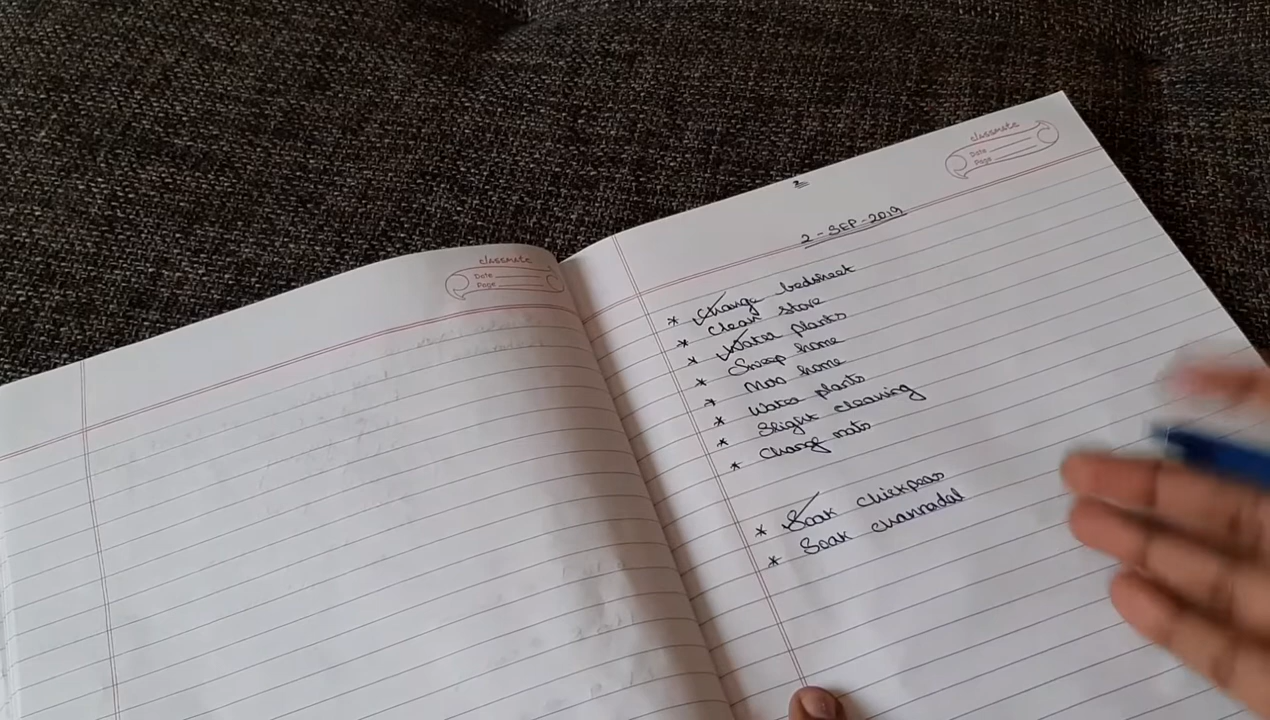 classmate
Date
Page
classmate
Date
Page
2-SEP-2019
* Change bedsheet
* Clean stove
* Water plants
* Sweep home
* Mop home
* Water plants
* Slight cleaning
* Change mats
* Soak chickpeas
* Soak channadal